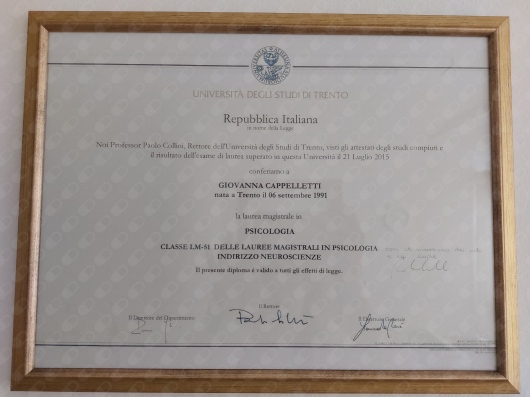 UNIVERSITÀ DEGLI STUDI DI TRENTO
Repubblica Italiana
in nome della Legge
Noi Professor Paolo Collini, Rettore dell'Università degli Studi di Trento, visti gli attestati degli studi compiuti e
il risultato dell'esame di laurea superato in questa Università il 21 Luglio 2015
conferiamo a
GIOVANNA CAPPELLETTI
nata a Trento il 06 settembre 1991
la laurea magistrale in
PSICOLOGIA
CLASSE LM-51 DELLE LAUREE MAGISTRALI IN PSICOLOGIA
INDIRIZZO NEUROSCIENZE
Il presente diploma è valido a tutti gli effetti di legge.
Il Direttore del Dipartimento
il Rettore
Il Direttore Generale